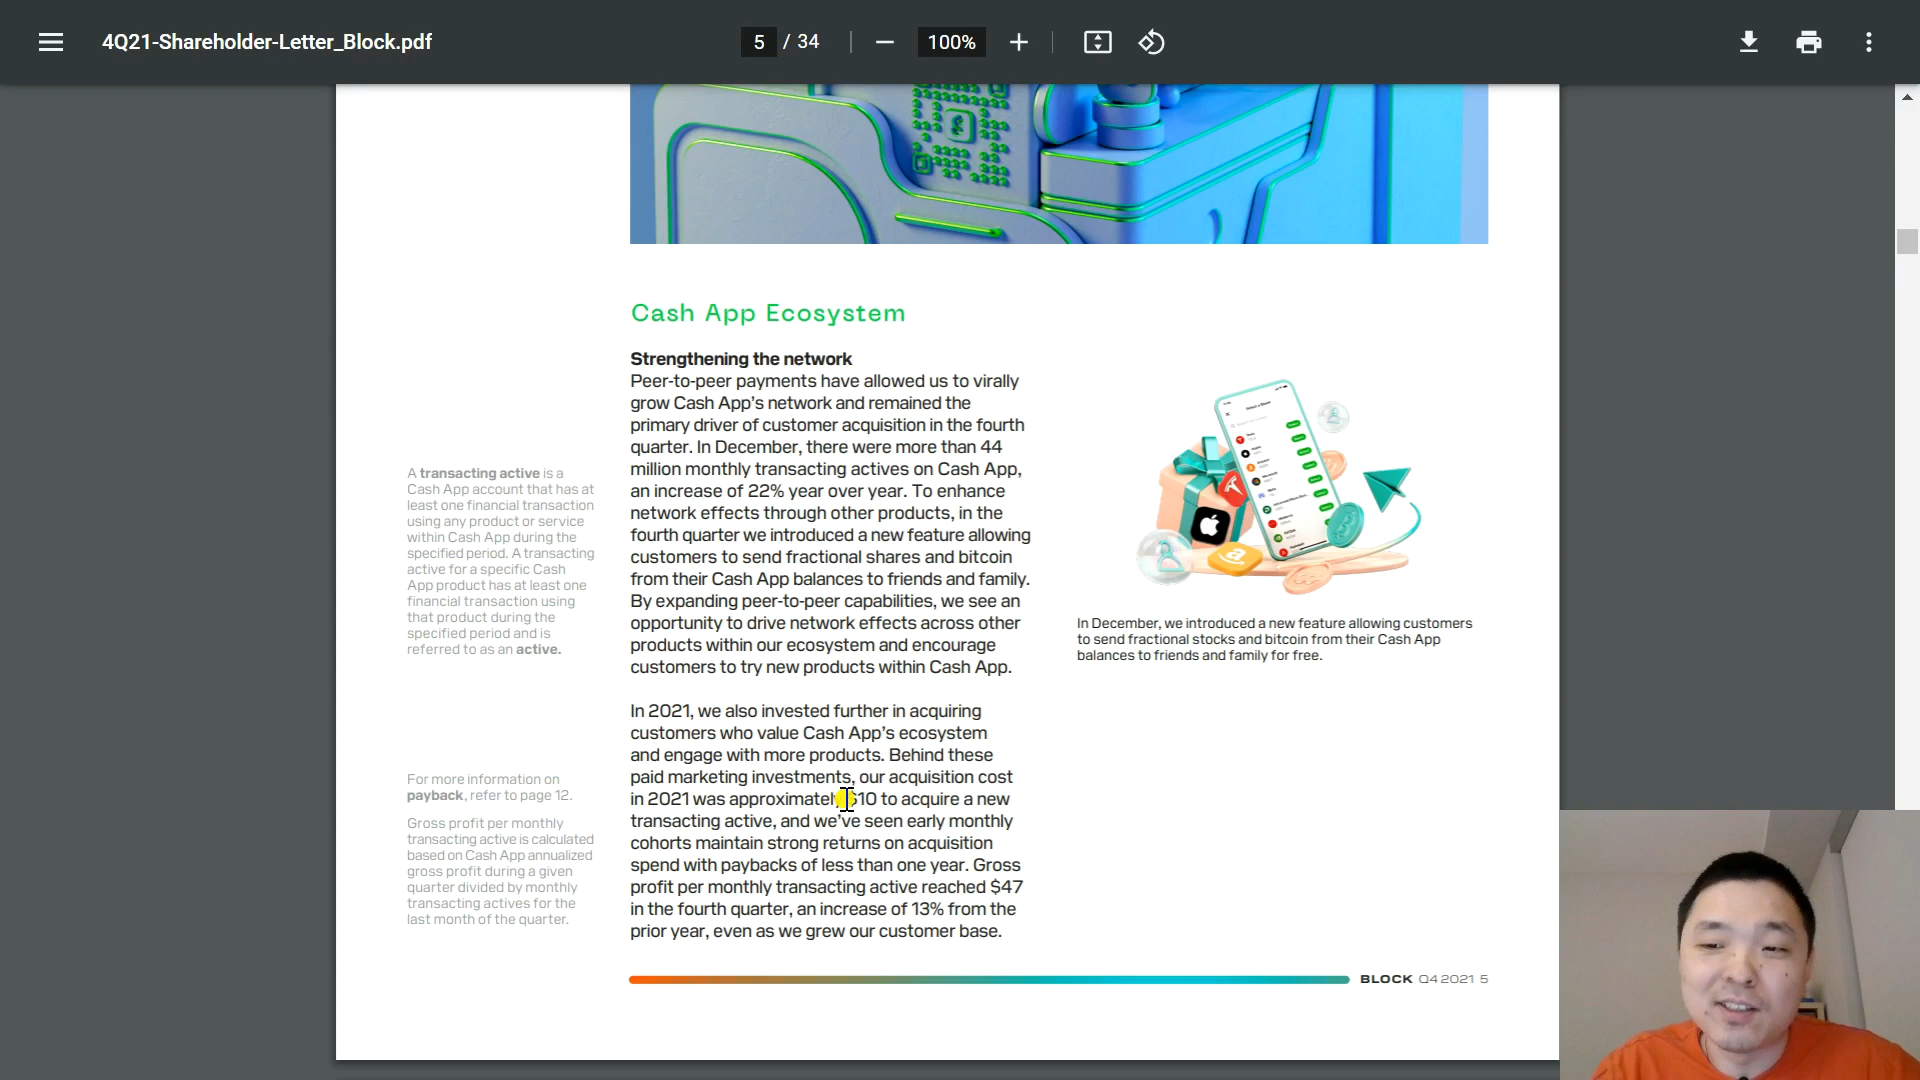 4Q21-Shareholder-Letter_Block.pdf
5 / 34
100%
Cash App Ecosystem
Strengthening the network
Peer-to-peer payments have allowed us to virally
grow Cash App's network and remained the
primary driver of customer acquisition in the fourth
quarter. In December, there were more than 44
million monthly transacting actives on Cash App,
an increase of 22% year over year. To enhance
network effects through other products, in the
fourth quarter we introduced a new feature allowing
customers to send fractional shares and bitcoin
from their Cash App balances to friends and family.
By expanding peer-to-peer capabilities, we see an
opportunity to drive network effects across other
products within our ecosystem and encourage
customers to try new products within Cash App.
A transacting active is a
Cash App account that has at
least one financial transaction
using any product or service
within Cash App during the
specified period. A transacting
active for a specific Cash
App product has at least one
financial transaction using
that product during the
specified period and is
referred to as an active.
In December, we introduced a new feature allowing customers
to send fractional stocks and bitcoin from their Cash App
balances to friends and family for free.
In 2021, we also invested further in acquiring
customers who value Cash App's ecosystem
and engage with more products. Behind these
paid marketing investments, our acquisition cost
in 2021 was approximately $10 to acquire a new
transacting active, and we've seen early monthly
cohorts maintain strong returns on acquisition
spend with paybacks of less than one year. Gross
profit per monthly transacting active reached $47
in the fourth quarter, an increase of 13% from the
prior year, even as we grew our customer base.
For more information on
payback, refer to page 12.
Gross profit per monthly
transacting active is calculated
based on Cash App annualized
gross profit during a given
quarter divided by monthly
transacting actives for the
last month of the quarter.
BLOCK Q4 2021 5